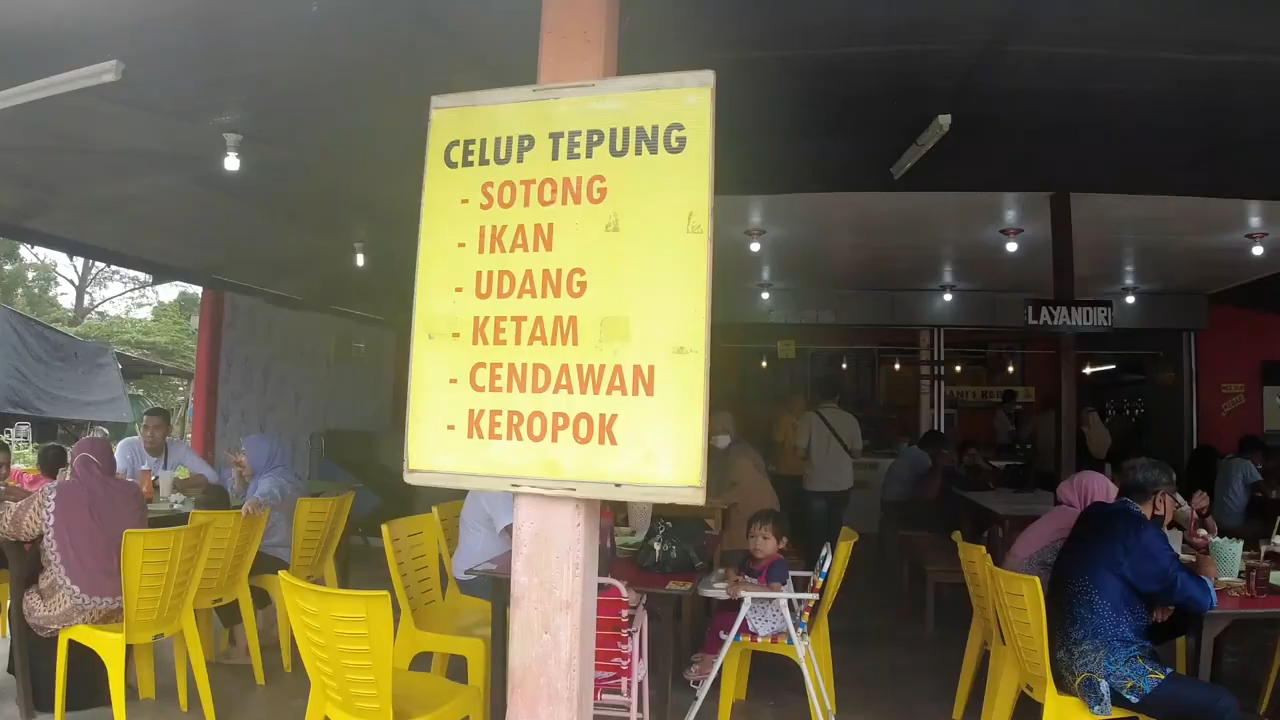 CELUP TEPUNG
- SOTONG
- IKAN
- UDANG
- KETAM
- CENDAWAN
- KEROPOK
LAYANDIRI